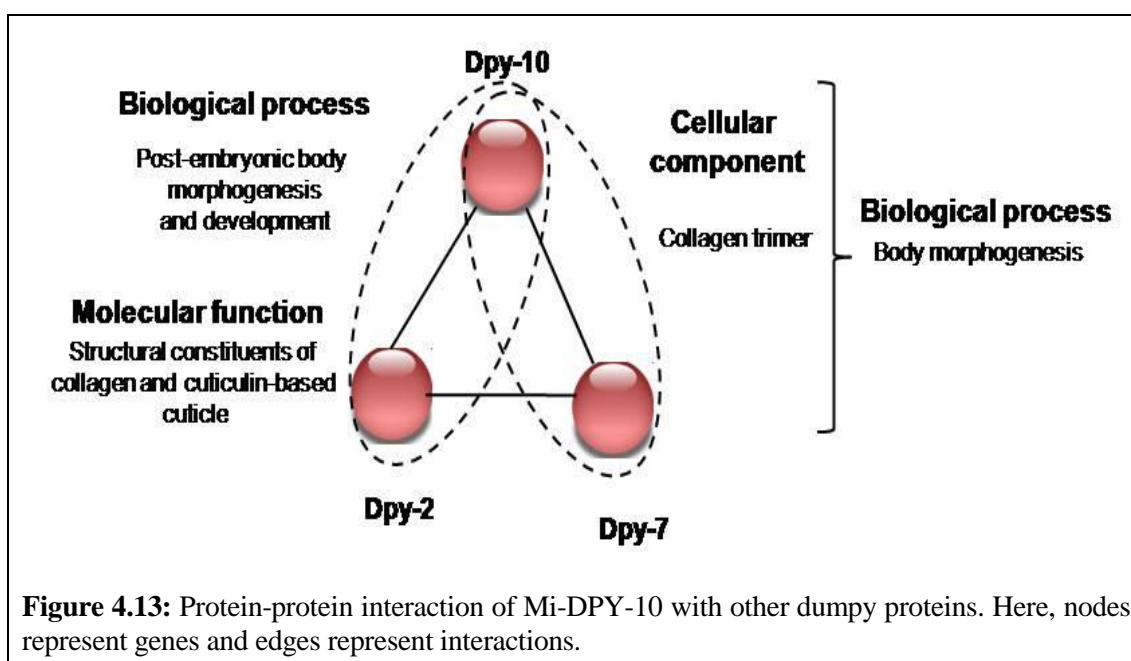 Dpy-10
Biological process
Post-embryonic body
morphogenesis
and development
Molecular function
Structural constituents of
collagen and cuticulin-based
cuticle
Cellular
component
Collagen trimer
Biological process
Body morphogenesis
Dpy-2
Dpy-7
Figure 4.13: Protein-protein interaction of Mi-DPY-10 with other dumpy proteins. Here, nodes
represent genes and edges represent interactions.